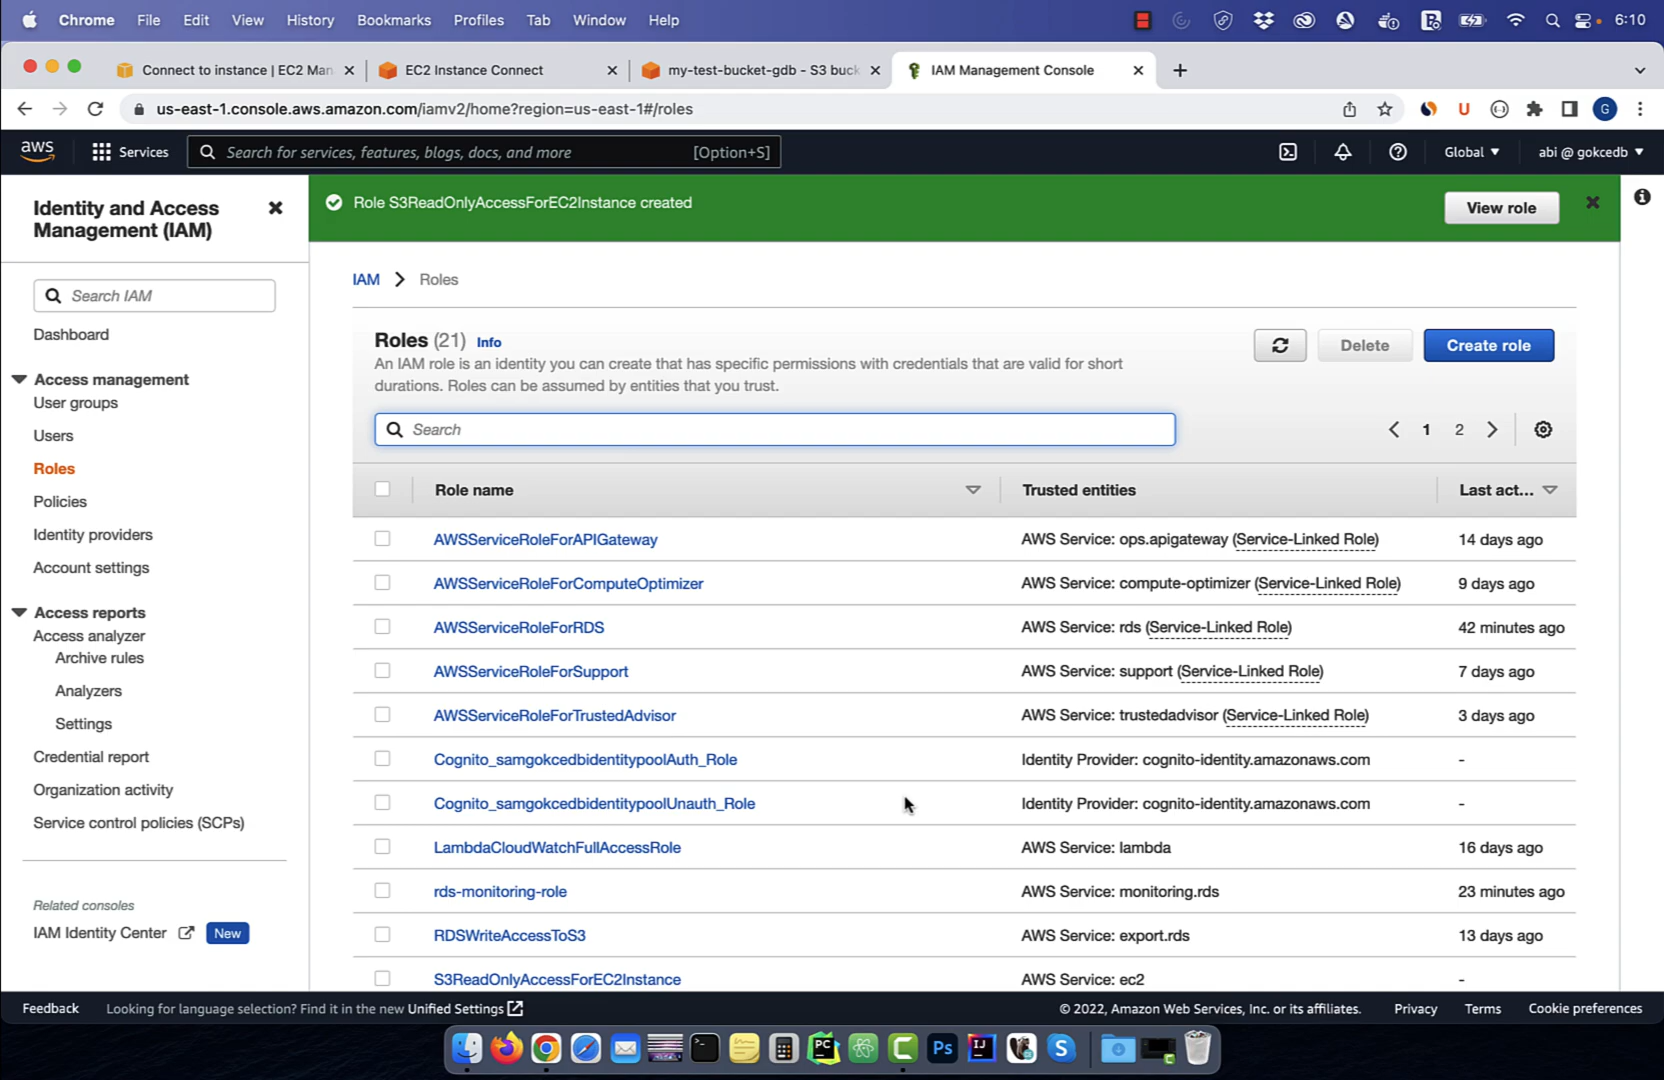 Chrome File Edit View History Bookmarks Profiles Tab Window Help 6:10
Connect to instance | EC2 Man
EC2 Instance Connect
my-test-bucket-gdb - S3 buck
IAM Management Console
us-east-1.console.aws.amazon.com/iamv2/home?region=us-east-1#/roles
U
G
aws
Services
Search for services, features, blogs, docs, and more [Option+S]
Global
abi @ gokcedb
Identity and Access
Management (IAM)
Search IAM
Dashboard
Access management
User groups
Users
Roles
Policies
Identity providers
Account settings
Access reports
Access analyzer
Archive rules
Analyzers
Settings
Credential report
Organization activity
Service control policies (SCPs)
Related consoles
IAM Identity Center New
Role S3ReadOnlyAccessForEC2Instance created
View role
IAM > Roles
Roles (21) Info
An IAM role is an identity you can create that has specific permissions with credentials that are valid for short
durations. Roles can be assumed by entities that you trust.
Delete
Create role
Search
1 2
Role name Trusted entities Last act...
AWSServiceRoleForAPIGateway AWS Service: ops.apigateway (Service-Linked Role) 14 days ago
AWSServiceRoleForComputeOptimizer AWS Service: compute-optimizer (Service-Linked Role) 9 days ago
AWSServiceRoleForRDS AWS Service: rds (Service-Linked Role) 42 minutes ago
AWSServiceRoleForSupport AWS Service: support (Service-Linked Role) 7 days ago
AWSServiceRoleForTrustedAdvisor AWS Service: trustedadvisor (Service-Linked Role) 3 days ago
Cognito_samgokcedbidentitypoolAuth_Role Identity Provider: cognito-identity.amazonaws.com -
Cognito_samgokcedbidentitypoolUnauth_Role Identity Provider: cognito-identity.amazonaws.com -
LambdaCloudWatchFullAccessRole AWS Service: lambda 16 days ago
rds-monitoring-role AWS Service: monitoring.rds 23 minutes ago
RDSWriteAccessToS3 AWS Service: export.rds 13 days ago
S3ReadOnlyAccessForEC2Instance AWS Service: ec2 -
Feedback Looking for language selection? Find it in the new Unified Settings © 2022, Amazon Web Services, Inc. or its affiliates. Privacy Terms Cookie preferences
PC
Ps
IJ
S